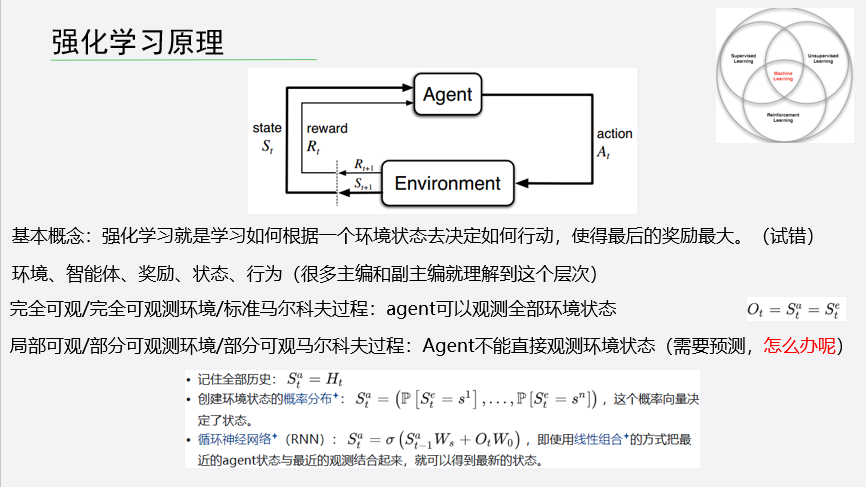 强化学习原理
Supervised Learning
Unsupervised Learning
Machine Learning
Reinforcement Learning
Agent
state
S_t
reward
R_t
action
A_t
R_{t+1}
S_{t+1}
Environment
基本概念：强化学习就是学习如何根据一个环境状态去决定如何行动，使得最后的奖励最大。（试错）
环境、智能体、奖励、状态、行为（很多主编和副主编就理解到这个层次）
完全可观/完全可观测环境/标准马尔科夫过程：agent可以观测全部环境状态
O_t = S_t^a = S_t^e
局部可观/部分可观测环境/部分可观马尔科夫过程：Agent不能直接观测环境状态（需要预测，怎么办呢）
• 记住全部历史： S_t^a = H_t
• 创建环境状态的概率分布✦： S_t^a = (ℙ[S_t^e = s^1], . . . , ℙ[S_t^e = s^n]) ，这个概率向量决
定了状态。
• 循环神经网络✦（RNN）： S_t^a = σ(S_{t-1}^a W_s + O_t W_0) ，即使用线性组合✦的方式把最
近的agent状态与最近的观测结合起来，就可以得到最新的状态。